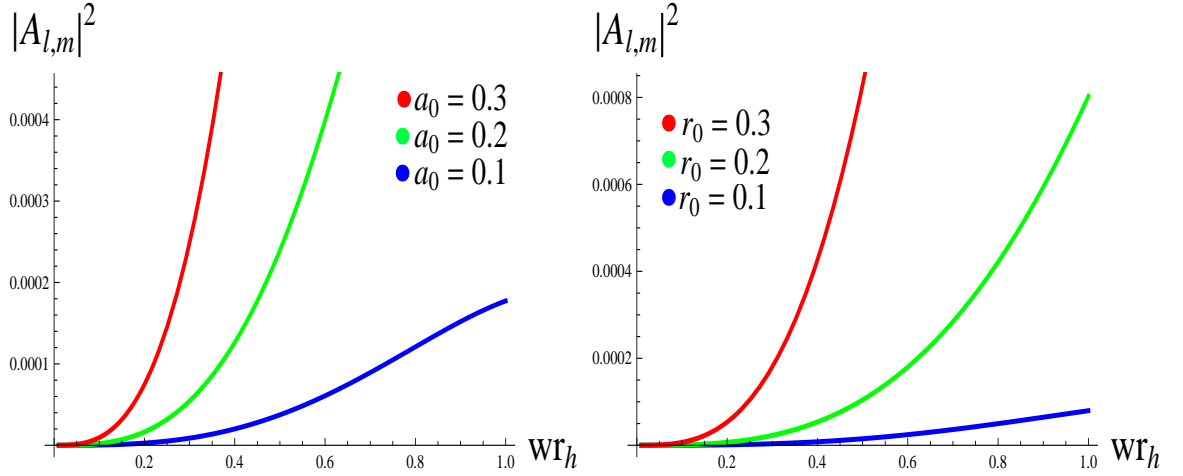 |A_{l,m}|^2
0.0004
0.0003
0.0002
0.0001
a_0 = 0.3
a_0 = 0.2
a_0 = 0.1
0.2 0.4 0.6 0.8 1.0
wr_h
|A_{l,m}|^2
0.0008
0.0006
0.0004
0.0002
r_0 = 0.3
r_0 = 0.2
r_0 = 0.1
0.2 0.4 0.6 0.8 1.0
wr_h